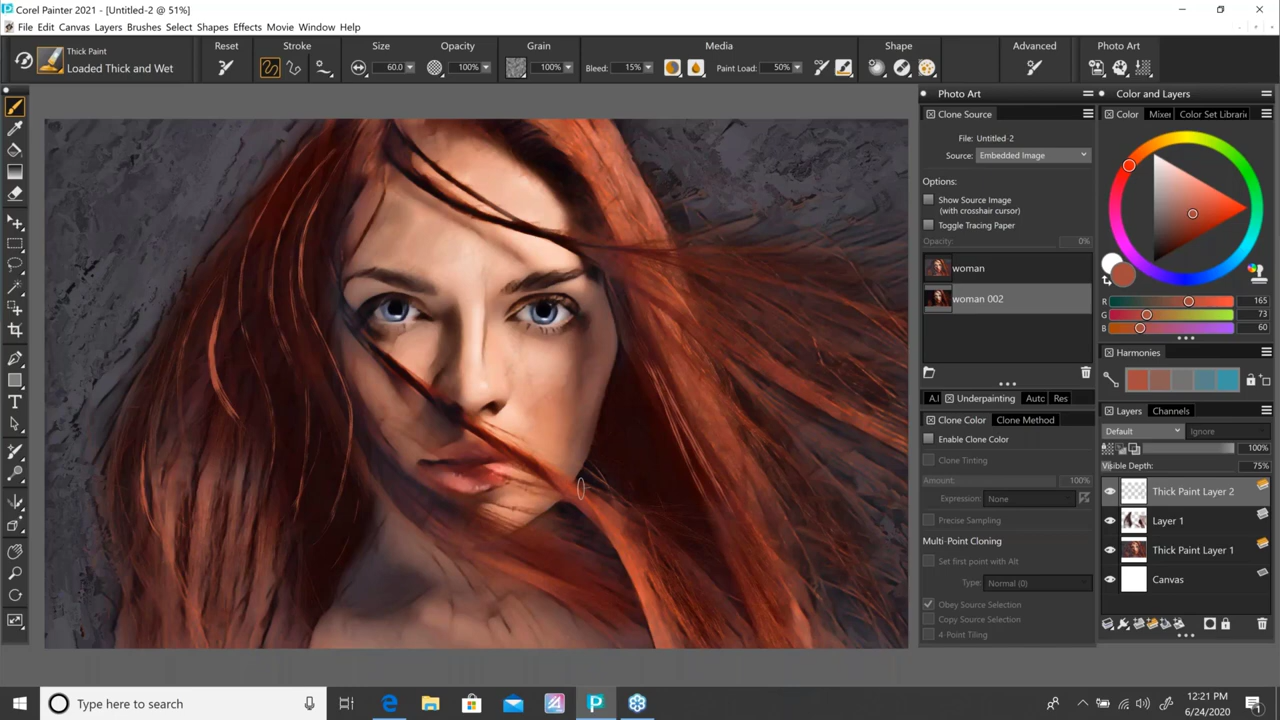 Corel Painter 2021 - [Untitled-2 @ 51%]
File Edit Canvas Layers Brushes Select Shapes Effects Movie Window Help
Thick Paint
Loaded Thick and Wet
Reset
Stroke
Size
60.0
Opacity
100%
Grain
100%
Media
Bleed: 15%
Paint Load: 50%
Shape
Advanced
Photo Art
Photo Art
Clone Source
File: Untitled-2
Source: Embedded Image
Options:
Show Source Image
(with crosshair cursor)
Toggle Tracing Paper
Opacity: 0%
woman
woman 002
A.I Underpainting Auto Res
Clone Color Clone Method
Enable Clone Color
Clone Tinting
Amount: 100%
Expression: None
Precise Sampling
Multi-Point Cloning
Set first point with Alt
Type: Normal (0)
Obey Source Selection
Copy Source Selection
4-Point Tiling
Color and Layers
Color Mixer Color Set Librari
R 165
G 73
B 60
Harmonies
Layers Channels
Default Ignore
100%
Visible Depth: 75%
Thick Paint Layer 2
Layer 1
Thick Paint Layer 1
Canvas
Type here to search
12:21 PM
6/24/2020